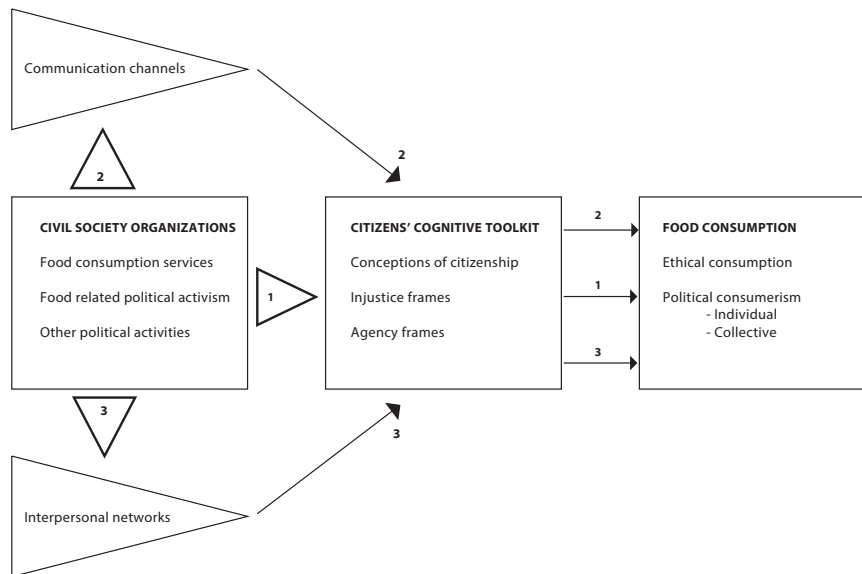 Communication channels
2
2
CIVIL SOCIETY ORGANIZATIONS
Food consumption services
Food related political activism
Other political activities
1
CITIZENS' COGNITIVE TOOLKIT
Conceptions of citizenship
Injustice frames
Agency frames
2
1
3
FOOD CONSUMPTION
Ethical consumption
Political consumerism
- Individual
- Collective
3
3
Interpersonal networks